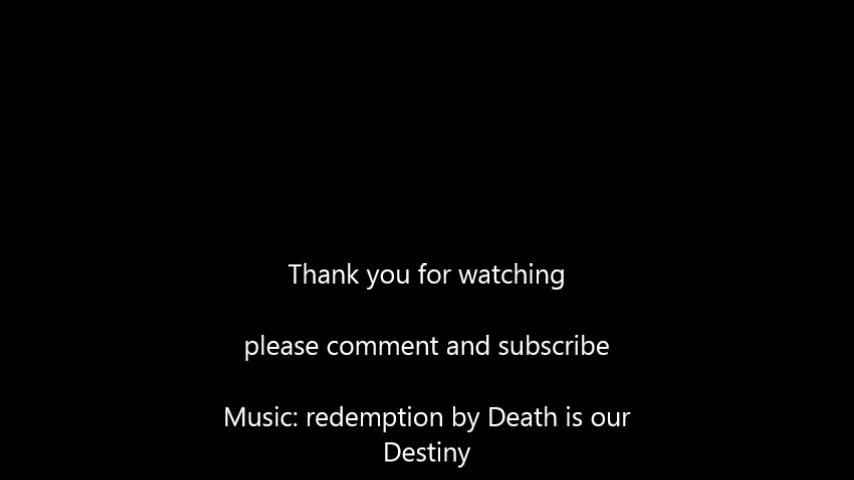 Thank you for watching
please comment and subscribe
Music: redemption by Death is our
Destiny